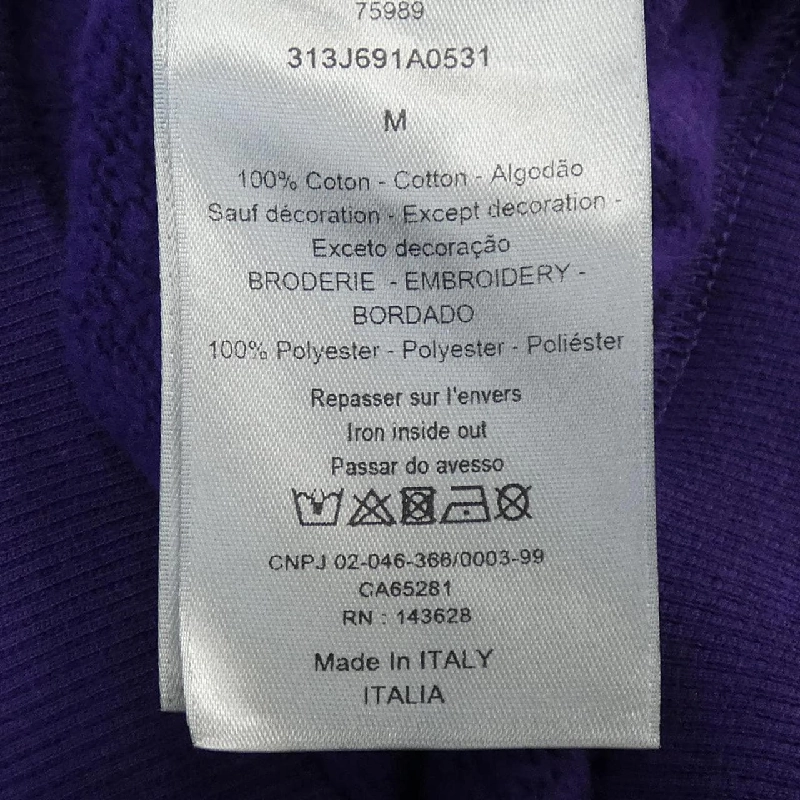 75989
313J691A0531
M
100% Coton - Cotton - Algodão
Sauf décoration - Except decoration -
Exceto decoração
BRODERIE - EMBROIDERY -
BORDADO
100% Polyester - Polyester - Poliéster
Repasser sur l'envers
Iron inside out
Passar do avesso
CNPJ 02-046-366/0003-99
CA65281
RN : 143628
Made In ITALY
ITALIA